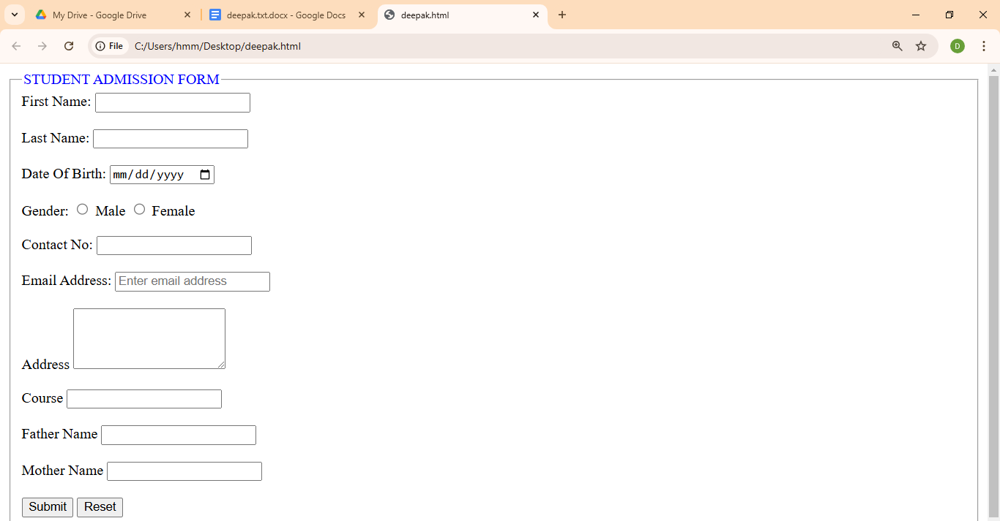 My Drive - Google Drive
deepak.txt.docx - Google Docs
deepak.html
File
C:/Users/hmm/Desktop/deepak.html
D
STUDENT ADMISSION FORM
First Name:
Last Name:
Date Of Birth: mm/dd/yyyy
Gender: Male Female
Contact No:
Email Address: Enter email address
Address
Course
Father Name
Mother Name
Submit Reset